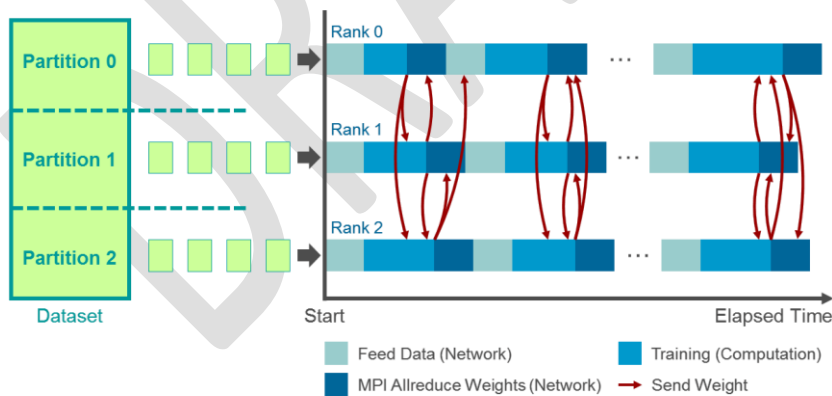 Partition 0
Partition 1
Partition 2
Dataset
Rank 0
...
Rank 1
...
Rank 2
...
Start
Elapsed Time
Feed Data (Network)
Training (Computation)
MPI Allreduce Weights (Network)
Send Weight